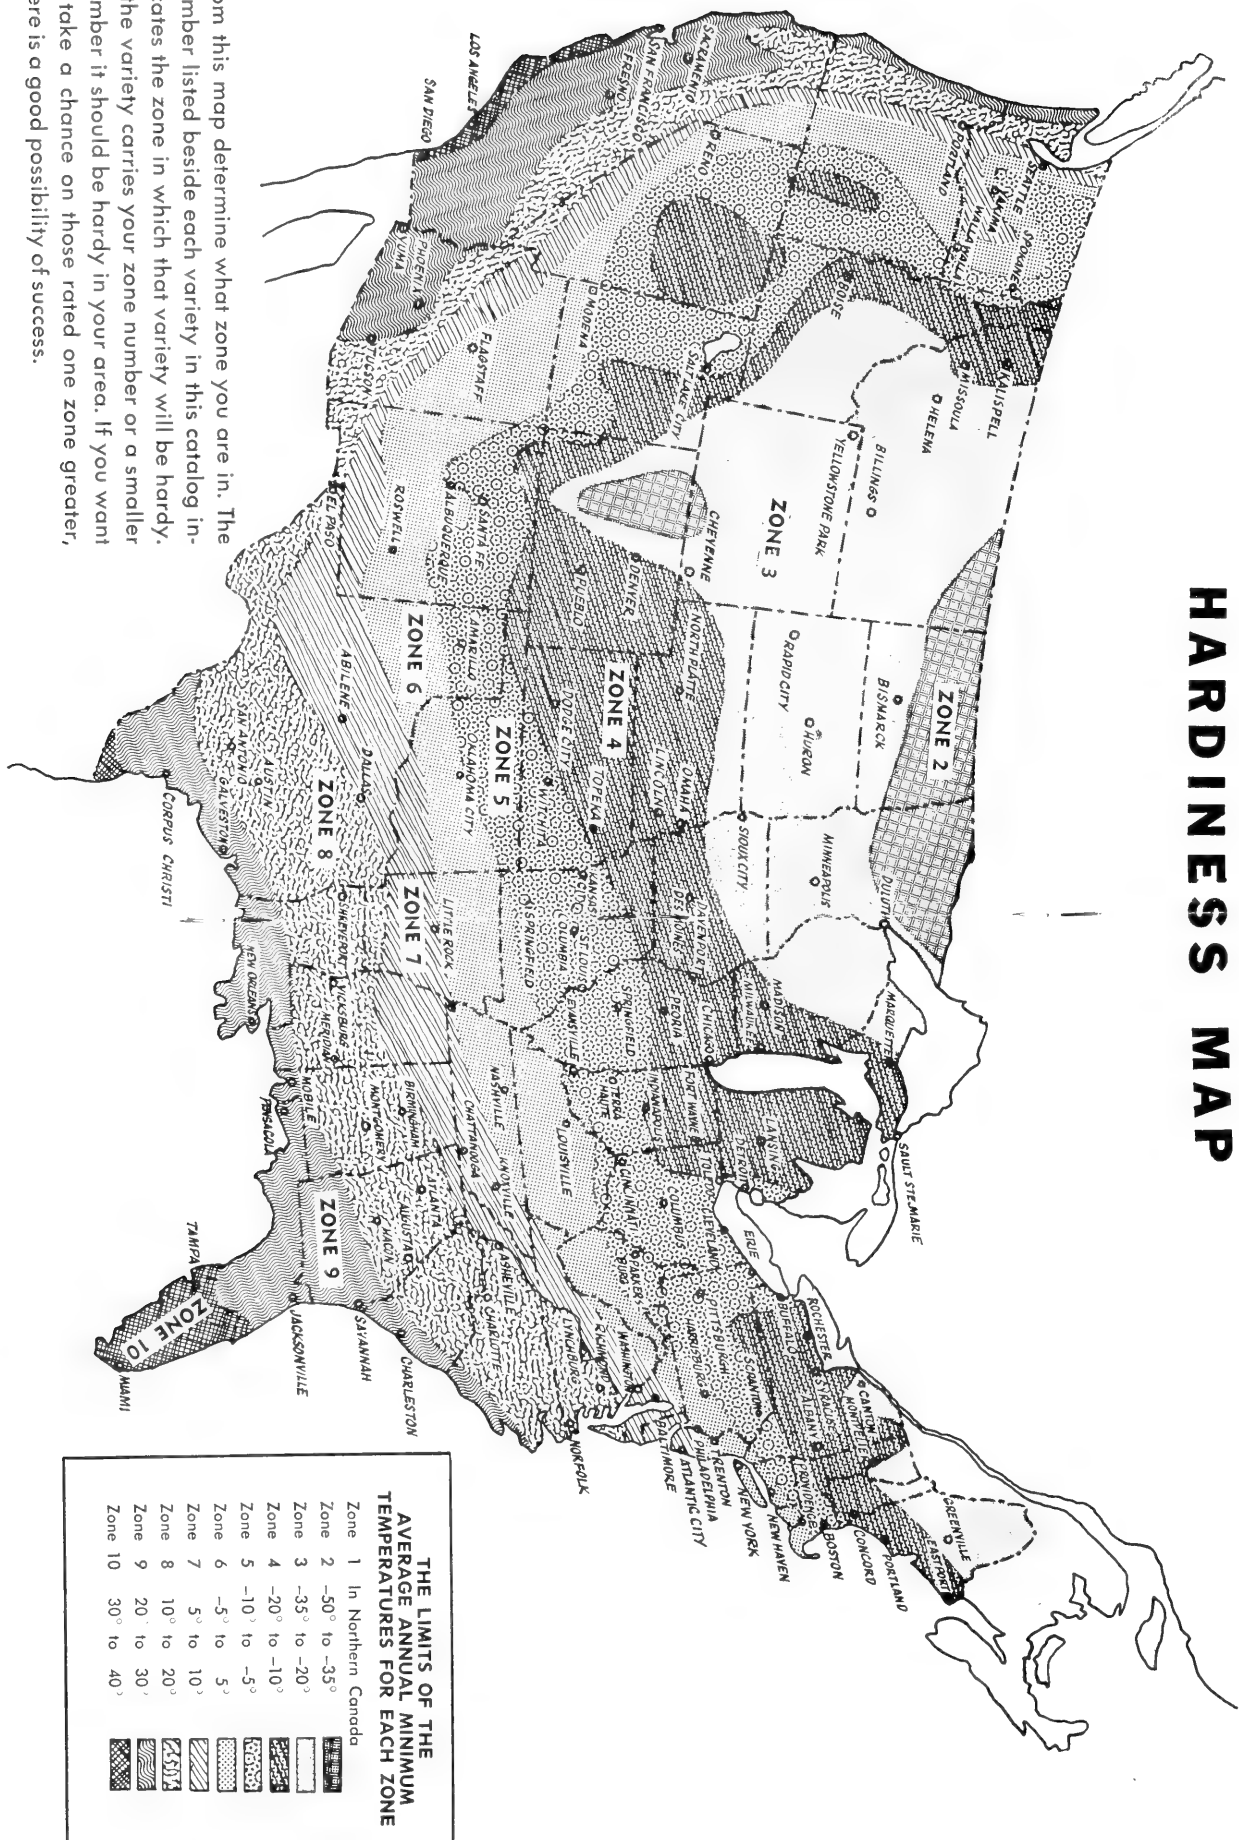 HARDINESS MAP
om this map determine what zone you are in. The
mber listed beside each variety in this catalog in-
cates the zone in which that variety will be hardy.
the variety carries your zone number or a smaller
mber it should be hardy in your area. If you want
take a chance on those rated one zone greater,
ere is a good possibility of success.
SEATTLE
SPOKANE
YAKIMA
WALLA WALLA
PORTLAND
KALISPELL
MISSOULA
HELENA
BILLINGS
YELLOWSTONE PARK
BOISE
SACRAMENTO
SAN FRANCISCO
FRESNO
RENO
LOS ANGELES
SAN DIEGO
MODENA
SALT LAKE CITY
CHEYENNE
ZONE 3
ZONE 2
BISMARCK
RAPID CITY
HURON
NORTH PLATTE
DENVER
PUEBLO
FLAGSTAFF
PHOENIX
YUMA
TUCSON
SANTA FE
ALBUQUERQUE
ROSWELL
EL PASO
AMARILLO
ZONE 6
ZONE 4
ZONE 5
DODGE CITY
WICHITA
TOPEKA
OKLAHOMA CITY
LINCOLN
OMAHA
SIOUX CITY
MINNEAPOLIS
DULUTH
ABILENE
DALLAS
SAN ANTONIO
AUSTIN
GALVESTON
ZONE 8
CORPUS CHRISTI
KANSAS CITY
COLUMBIA
ST LOUIS
SPRINGFIELD
DES MOINES
DAVENPORT
LITTLE ROCK
ZONE 7
SHREVEPORT
VICKSBURG
MERIDIAN
NEW ORLEANS
MADISON
MILWAUKEE
MARQUETTE
CHICAGO
PEORIA
SPRINGFIELD
EVANSVILLE
SAULT STE. MARIE
LANSING
DETROIT
FORT WAYNE
INDIANAPOLIS
TERRA HAUTE
TOLEDO
CINCINNATI
LOUISVILLE
NASHVILLE
CHATTANOOGA
KNOXVILLE
BIRMINGHAM
MONTGOMERY
MOBILE
PENSACOLA
ATLANTA
AUGUSTA
MACON
ZONE 9
COLUMBUS
CLEVELAND
ERIE
PARKERSBURG
PITTSBURGH
HARRISBURG
SCRANTON
BUFFALO
ROCHESTER
SYRACUSE
ALBANY
CANTON
MONTPELIER
GREENVILLE
EASTPORT
PORTLAND
CONCORD
BOSTON
PROVIDENCE
NEW HAVEN
NEW YORK
TRENTON
PHILADELPHIA
ATLANTIC CITY
BALTIMORE
WASHINGTON
RICHMOND
LYNCHBURG
NORFOLK
ASHEVILLE
CHARLOTTE
CHARLESTON
SAVANNAH
JACKSONVILLE
TAMPA
ZONE 10
MIAMI
THE LIMITS OF THE
AVERAGE ANNUAL MINIMUM
TEMPERATURES FOR EACH ZONE
Zone 1 In Northern Canada
Zone 2 -50° to -35°
Zone 3 -35° to -20°
Zone 4 -20° to -10°
Zone 5 -10° to -5°
Zone 6 -5° to 5°
Zone 7 5° to 10°
Zone 8 10° to 20°
Zone 9 20° to 30°
Zone 10 30° to 40°